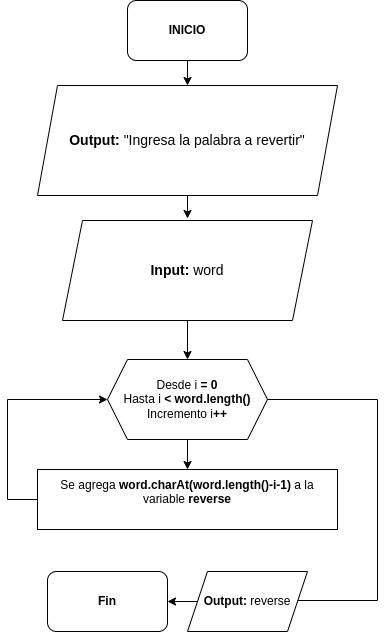 INICIO
Output: "Ingresa la palabra a revertir"
Input: word
Desde i = 0
Hasta i < word.length()
Incremento i++
Se agrega word.charAt(word.length()-i-1) a la
variable reverse
Fin
Output: reverse